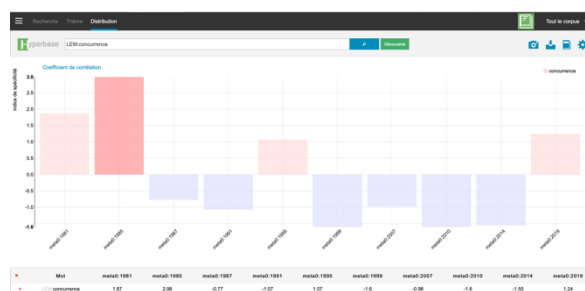 Recherche Thème Distribution Tout le corpus
Hyperbase LEM:concurrence Découverte
Coefficient de corrélation
concurrence
indice de spécificité
3.0
2.5
2.0
1.5
1.0
0.5
0.0
-0.5
-1.0
-1.6
meta0:1981 meta0:1985 meta0:1987 meta0:1991 meta0:1995 meta0:1999 meta0:2007 meta0:2010 meta0:2014 meta0:2019
× Mot meta0:1981 meta0:1985 meta0:1987 meta0:1991 meta0:1995 meta0:1999 meta0:2007 meta0:2010 meta0:2014 meta0:2019
LEM:concurrence 1.87 2.98 -0.77 -1.07 1.07 -1.6 -0.98 -1.6 -1.55 1.24